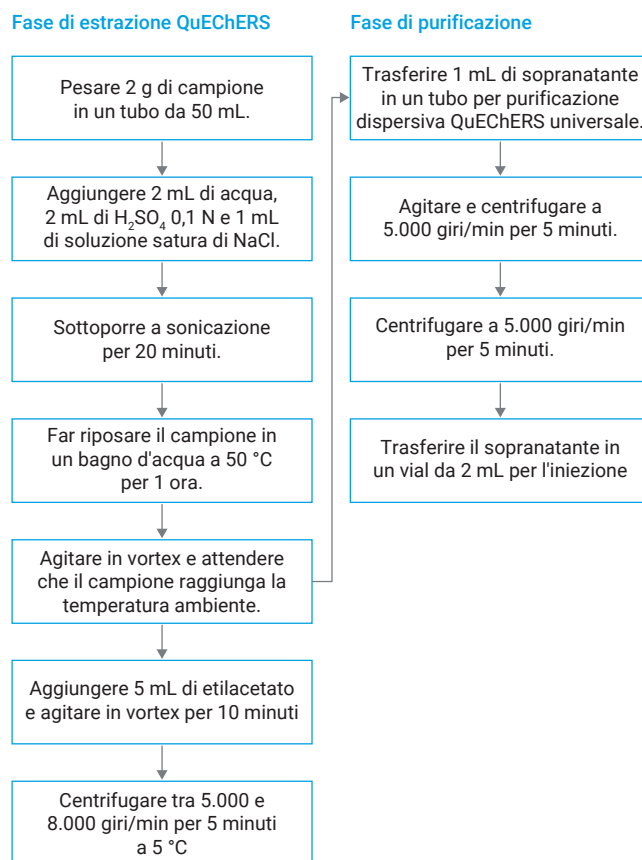 Fase di estrazione QuEChERS
Pesare 2 g di campione
in un tubo da 50 mL.
Aggiungere 2 mL di acqua,
2 mL di H₂SO₄ 0,1 N e 1 mL
di soluzione satura di NaCl.
Sottoporre a sonicazione
per 20 minuti.
Far riposare il campione in
un bagno d'acqua a 50 °C
per 1 ora.
Agitare in vortex e attendere
che il campione raggiunga la
temperatura ambiente.
Aggiungere 5 mL di etilacetato
e agitare in vortex per 10 minuti
Centrifugare tra 5.000 e
8.000 giri/min per 5 minuti
a 5 °C
Fase di purificazione
Trasferire 1 mL di sopranatante
in un tubo per purificazione
dispersiva QuEChERS universale.
Agitare e centrifugare a
5.000 giri/min per 5 minuti.
Centrifugare a 5.000 giri/min
per 5 minuti.
Trasferire il sopranatante in
un vial da 2 mL per l'iniezione